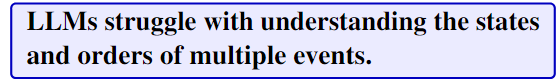 LLMs struggle with understanding the states
and orders of multiple events.